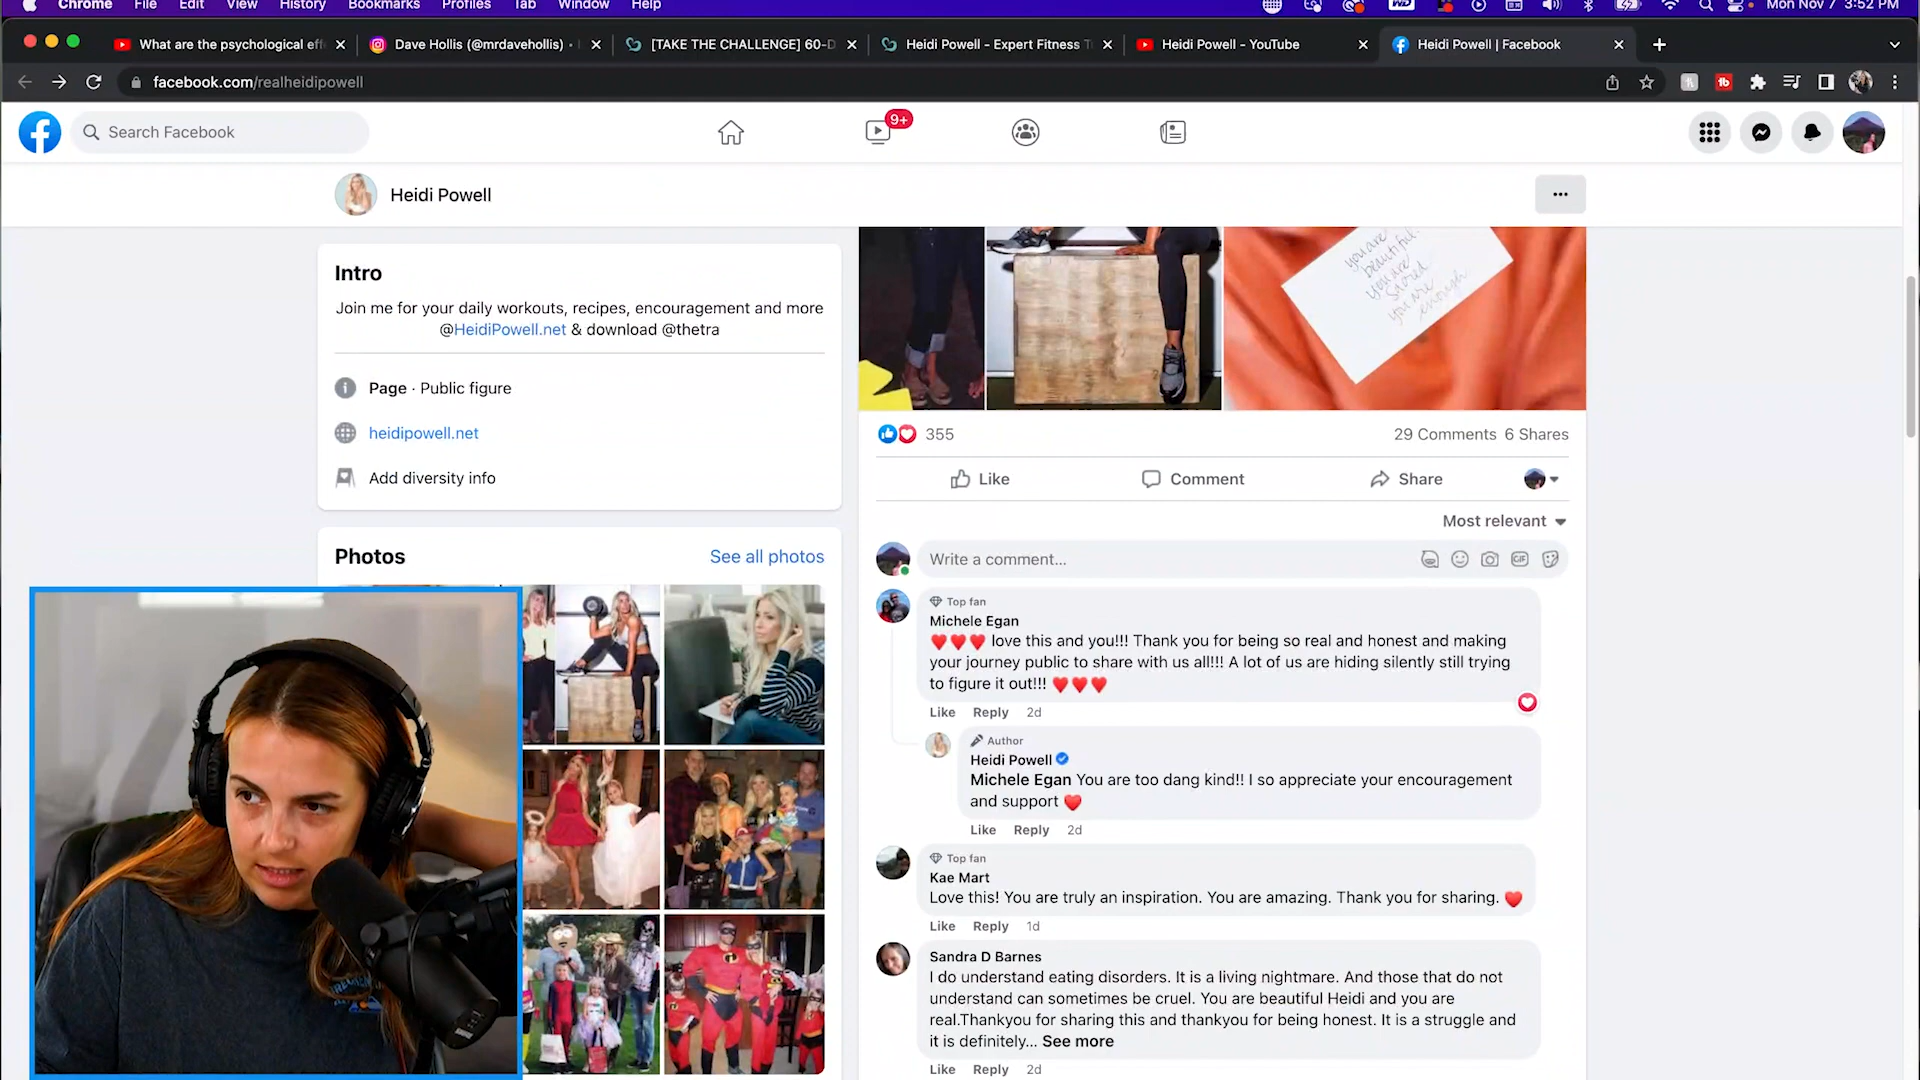 Chrome File Edit View History Bookmarks Profiles Tab Window Help
Mon Nov 7 3:52 PM
What are the psychological eff
Dave Hollis (@mrdavehollis) •
[TAKE THE CHALLENGE] 60-D
Heidi Powell - Expert Fitness T
Heidi Powell - YouTube
Heidi Powell | Facebook
facebook.com/realheidipowell
Search Facebook
9+
Heidi Powell
Intro
Join me for your daily workouts, recipes, encouragement and more
@HeidiPowell.net & download @thetra
Page · Public figure
heidipowell.net
Add diversity info
Photos
See all photos
you are
beautiful.
you are
sacred
you are
enough
355
29 Comments 6 Shares
Like
Comment
Share
Most relevant
Write a comment...
GIF
Top fan
Michele Egan
❤️❤️❤️ love this and you!!! Thank you for being so real and honest and making
your journey public to share with us all!!! A lot of us are hiding silently still trying
to figure it out!!! ❤️❤️❤️
Like Reply 2d
Author
Heidi Powell
Michele Egan You are too dang kind!! I so appreciate your encouragement
and support ❤️
Like Reply 2d
Top fan
Kae Mart
Love this! You are truly an inspiration. You are amazing. Thank you for sharing. ❤️
Like Reply 1d
Sandra D Barnes
I do understand eating disorders. It is a living nightmare. And those that do not
understand can sometimes be cruel. You are beautiful Heidi and you are
real.Thankyou for sharing this and thankyou for being honest. It is a struggle and
it is definitely... See more
Like Reply 2d